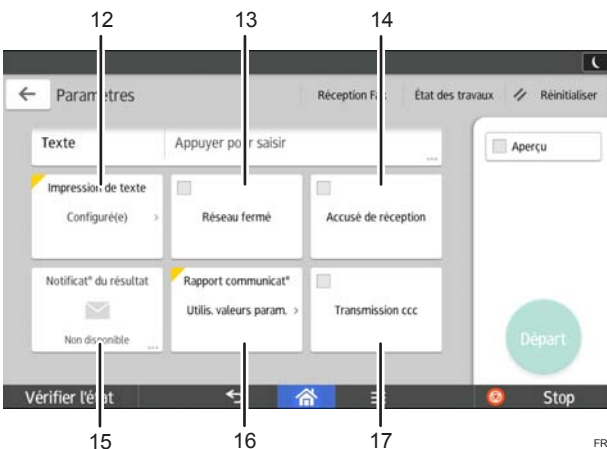 12 13 14
Paramètres Réception Fax État des travaux Réinitialiser
Texte Appuyer pour saisir ... Aperçu
Impression de texte
Configuré(e) > Réseau fermé Accusé de réception
Notificat° du résultat Rapport communicat°
Utilis. valeurs param. > Transmission ccc
Non disponible ... Départ
Vérifier l'état Stop
15 16 17
FR